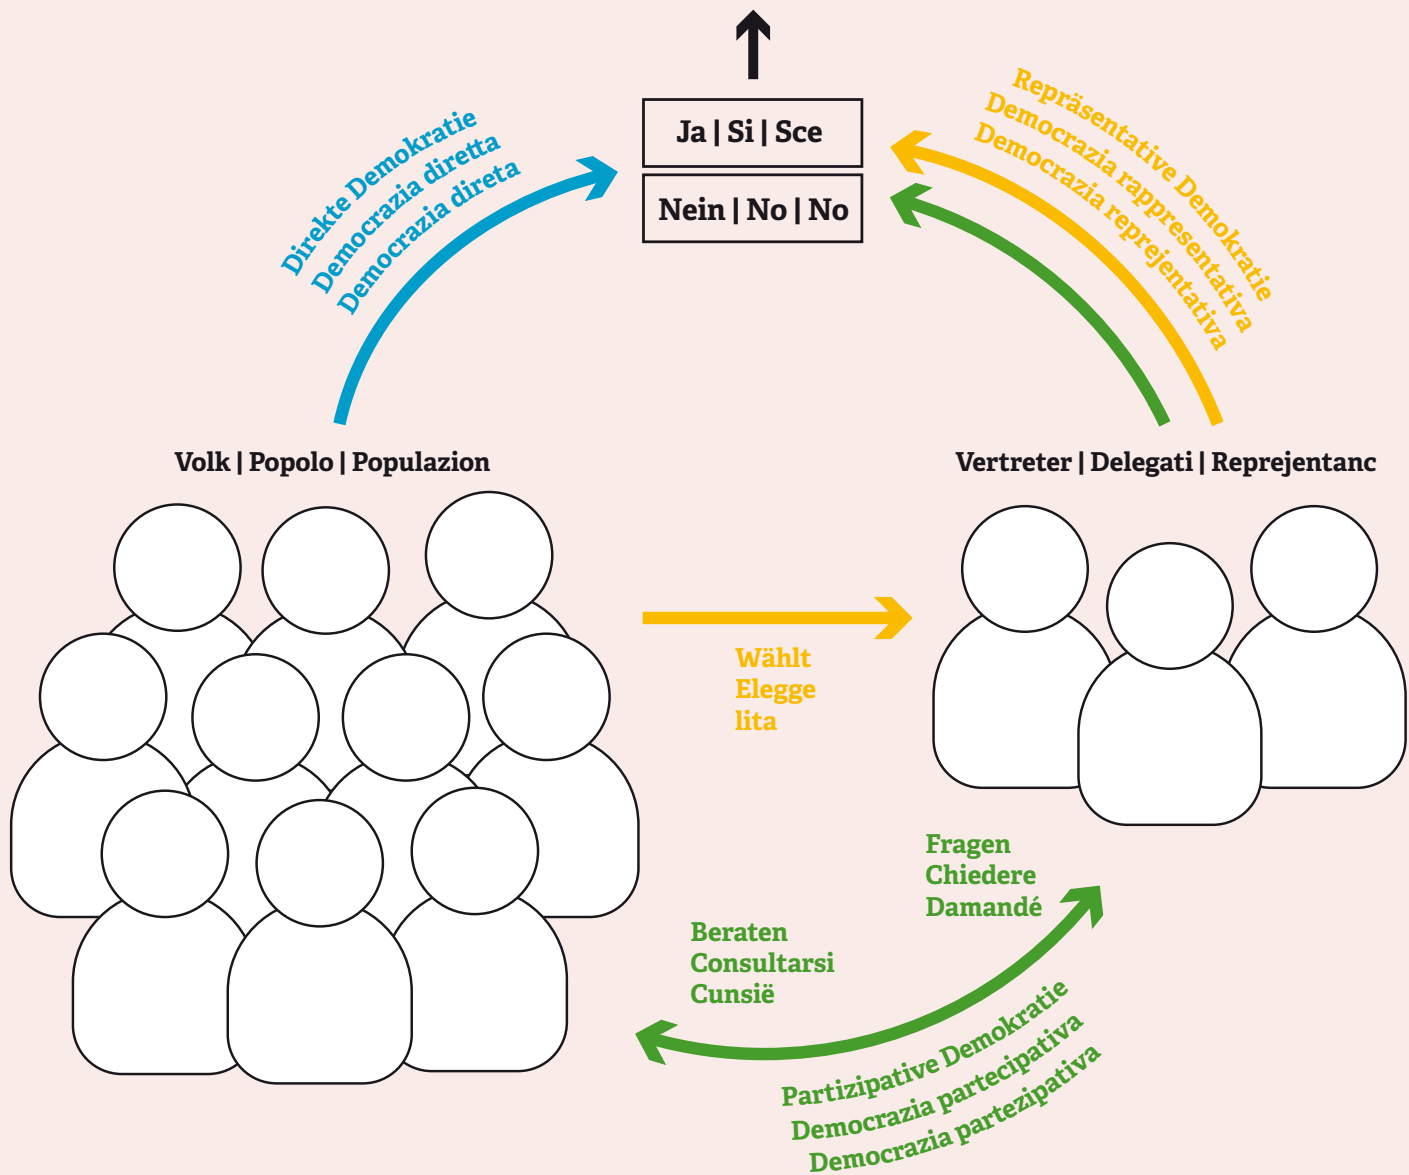 Ja | Si | Sce
Nein | No | No
Direkte Demokratie
Democrazia diretta
Democrazia direta
Repräsentative Demokratie
Democrazia rappresentativa
Democrazia reprejentativa
Volk | Popolo | Populazion
Vertreter | Delegati | Reprejentanc
Wählt
Elegge
lita
Fragen
Chiedere
Damandé
Beraten
Consultarsi
Cunsië
Partizipative Demokratie
Democrazia partecipativa
Democrazia partezipativa